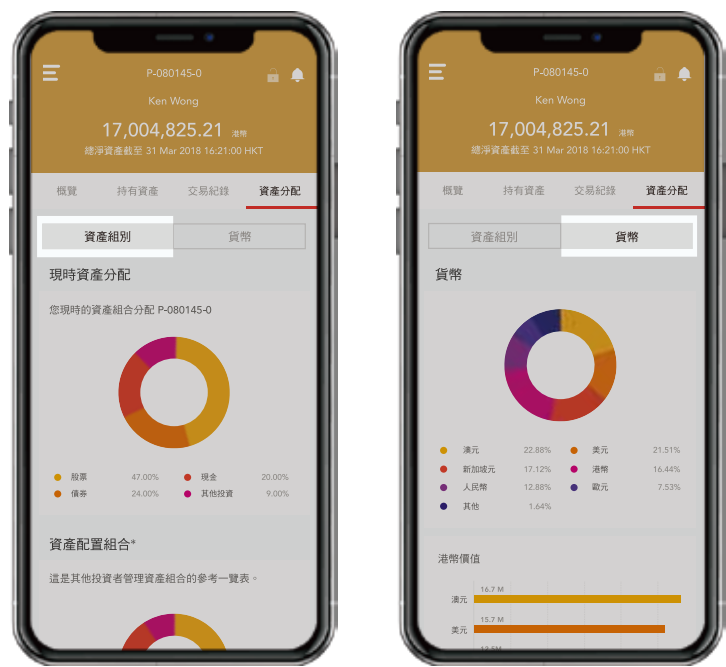 P-080145-0
Ken Wong
17,004,825.21 港幣
總淨資產截至 31 Mar 2018 16:21:00 HKT
概覽 持有資產 交易紀錄 資產分配
資產組別 貨幣
現時資產分配
您現時的資產組合分配 P-080145-0
股票 47.00% 現金 20.00%
債券 24.00% 其他投資 9.00%
資產配置組合*
這是其他投資者管理資產組合的參考一覽表。
P-080145-0
Ken Wong
17,004,825.21 港幣
總淨資產截至 31 Mar 2018 16:21:00 HKT
概覽 持有資產 交易紀錄 資產分配
資產組別 貨幣
貨幣
澳元 22.88% 美元 21.51%
新加坡元 17.12% 港幣 16.44%
人民幣 12.88% 歐元 7.53%
其他 1.64%
港幣價值
16.7 M
澳元
15.7 M
美元